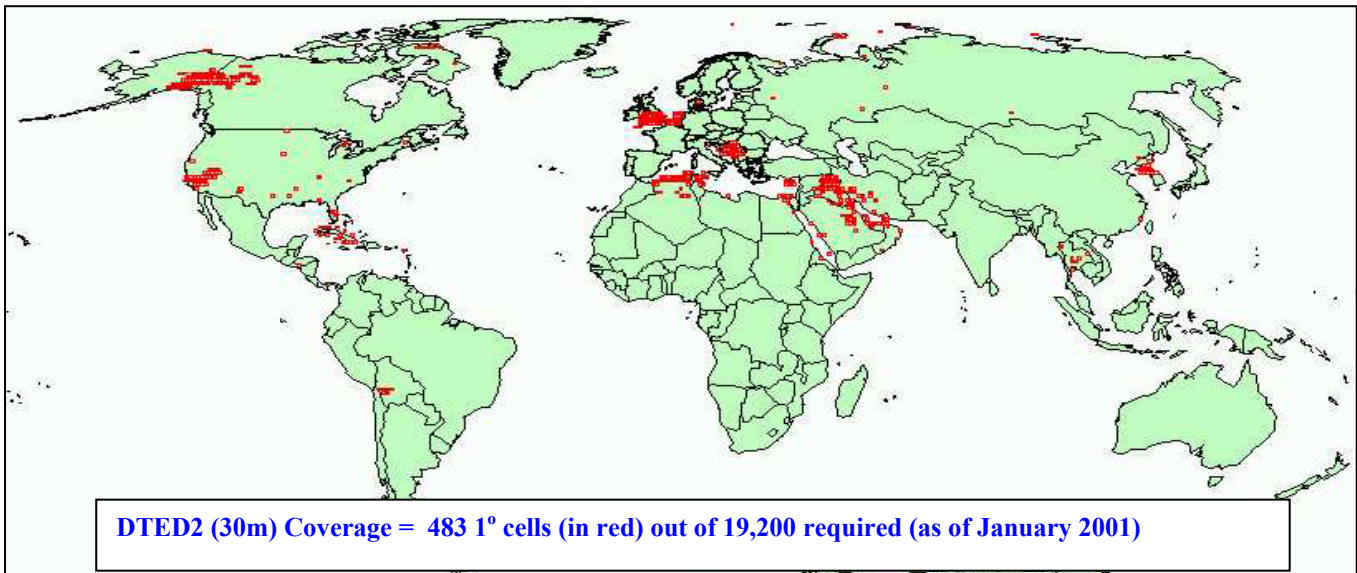 DTED2 (30m) Coverage = 483 1° cells (in red) out of 19,200 required (as of January 2001)